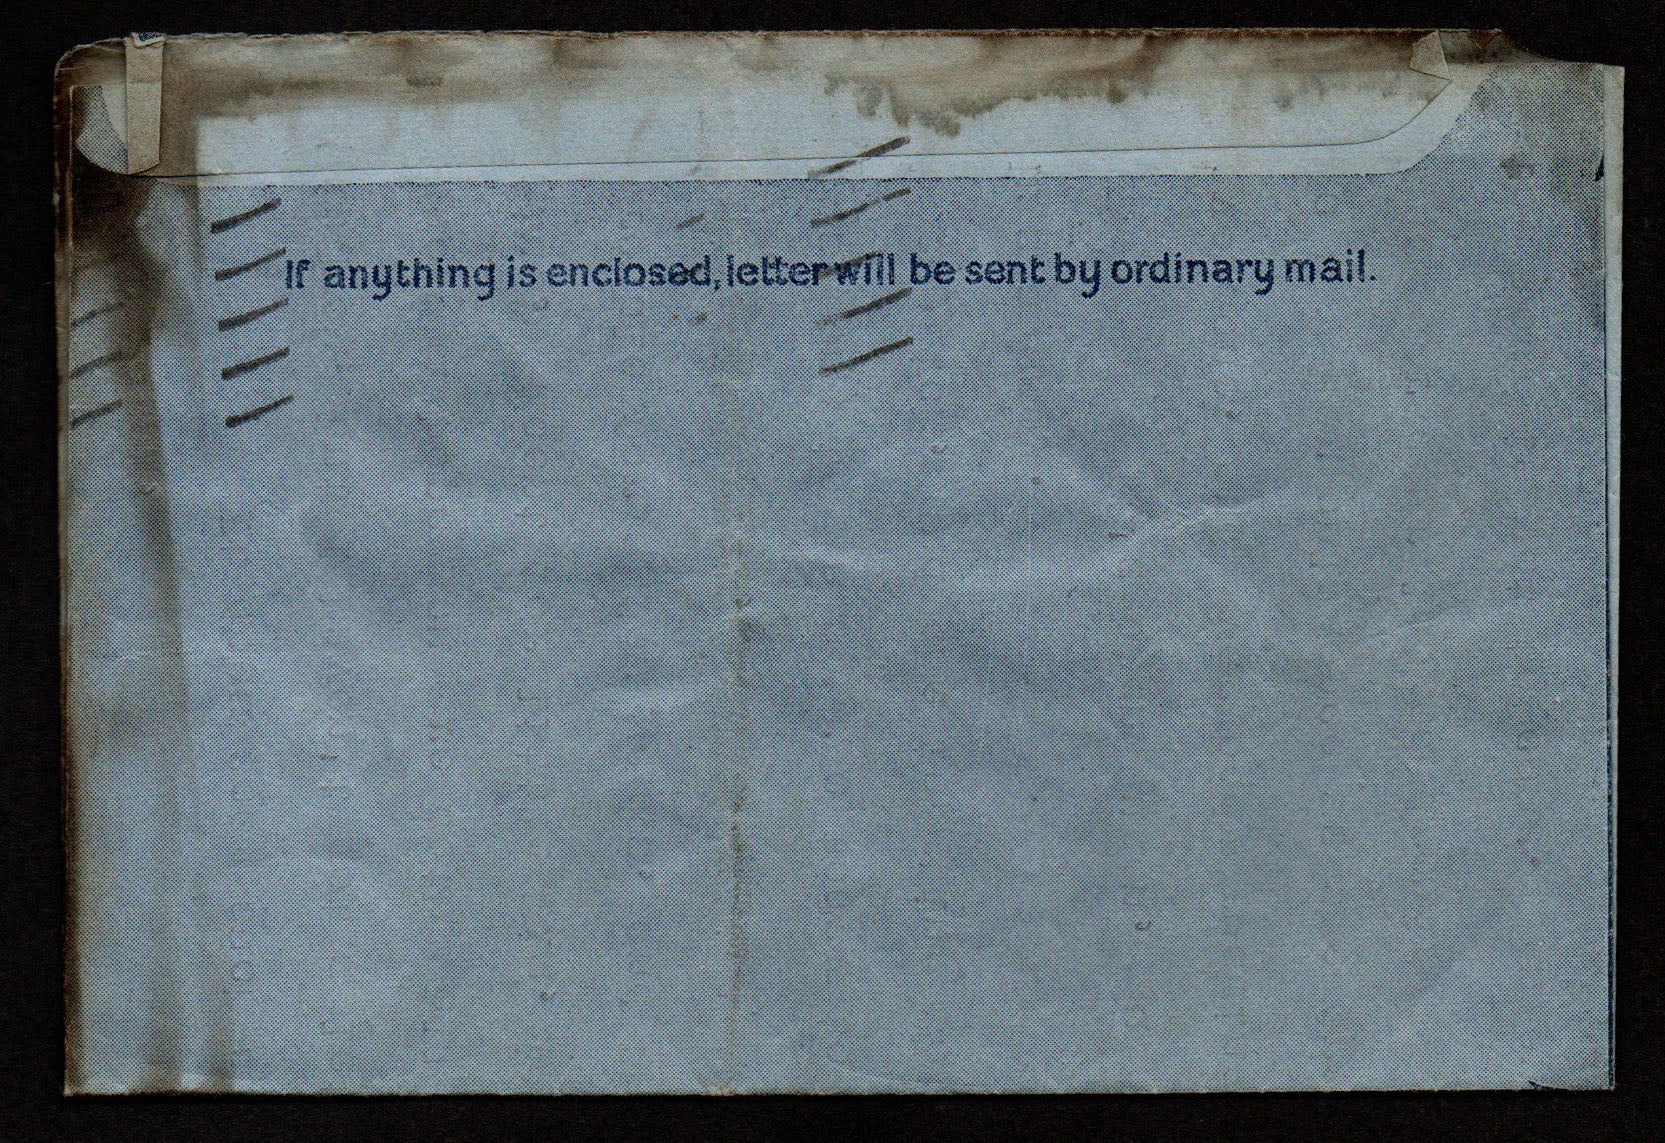 If anything is enclosed, letter will be sent by ordinary mail.